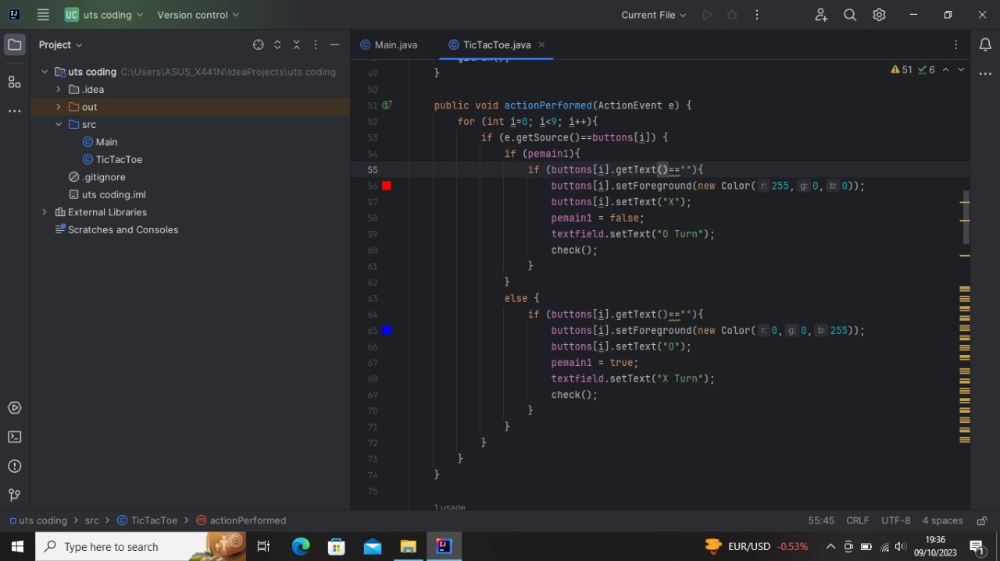 UC uts coding Version control Current File
Project Main.java TicTacToe.java
uts coding C:\Users\ASUS_X441N\IdeaProjects\uts coding
.idea
out
src
Main
TicTacToe
.gitignore
uts coding.iml
External Libraries
Scratches and Consoles
51 6
49 }
50
51 public void actionPerformed(ActionEvent e) {
52 for (int i=0; i<9; i++){
53 if (e.getSource()==buttons[i]) {
54 if (pemain1){
55 if (buttons[i].getText()==""){
56 buttons[i].setForeground(new Color( r: 255, g: 0, b: 0));
57 buttons[i].setText("X");
58 pemain1 = false;
59 textfield.setText("O Turn");
60 check();
61 }
62 }
63 else {
64 if (buttons[i].getText()==""){
65 buttons[i].setForeground(new Color( r: 0, g: 0, b: 255));
66 buttons[i].setText("O");
67 pemain1 = true;
68 textfield.setText("X Turn");
69 check();
70 }
71 }
72 }
73 }
74 }
75
1 usage
uts coding > src > TicTacToe > actionPerformed 55:45 CRLF UTF-8 4 spaces
Type here to search EUR/USD -0.53% 19:36
09/10/2023 1